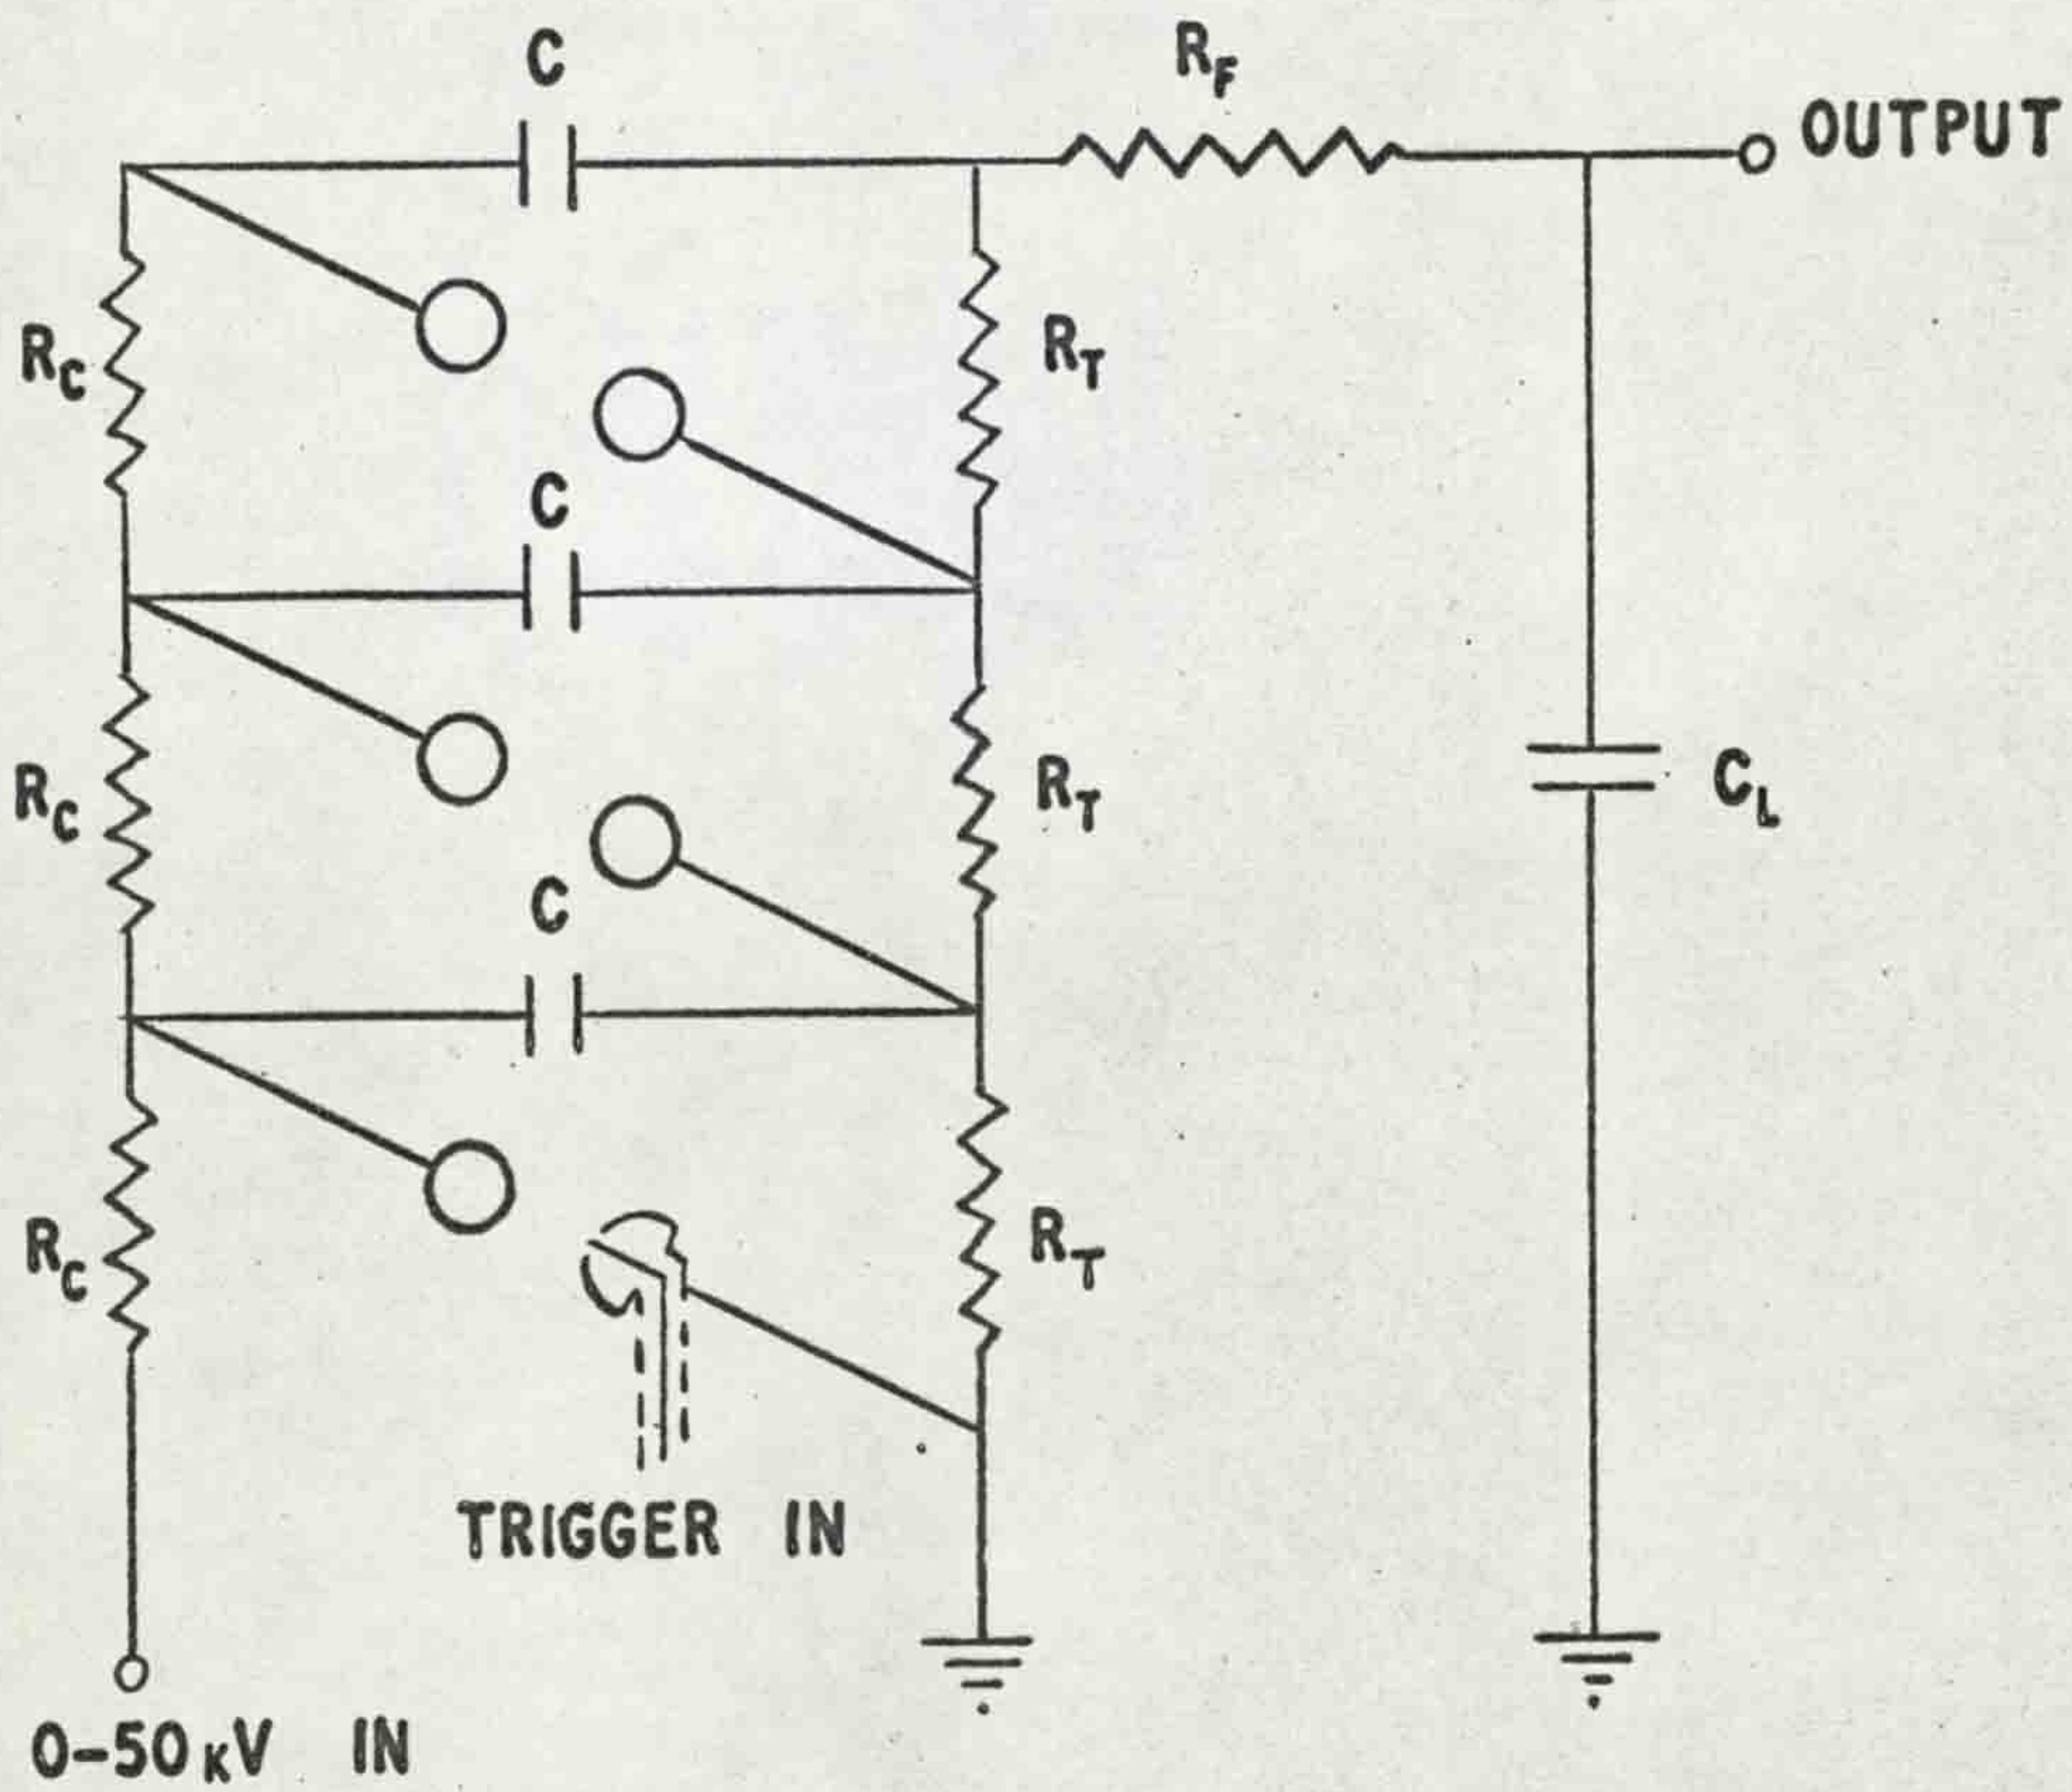 C
R_F
OUTPUT
R_C
R_T
C
R_C
R_T
C_L
C
R_C
R_T
TRIGGER IN
0-50 kV IN